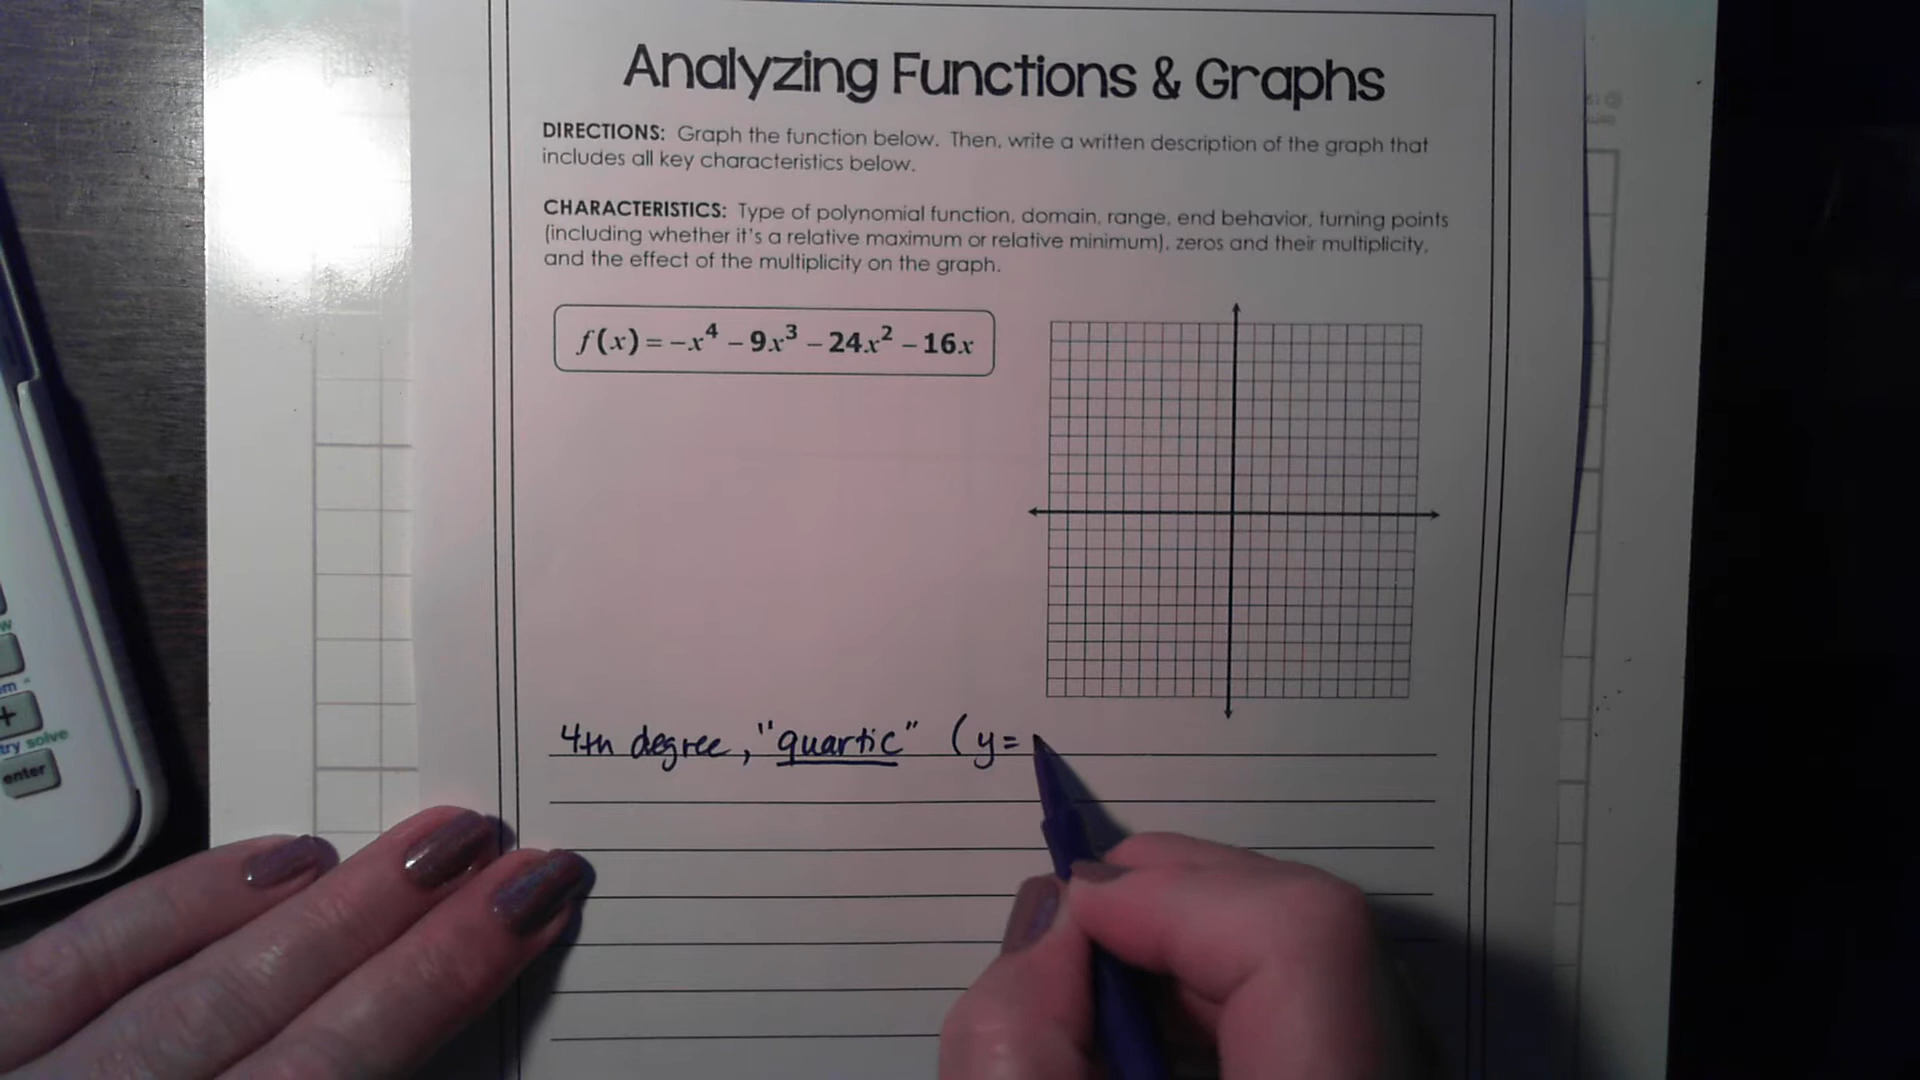 Analyzing Functions & Graphs
DIRECTIONS: Graph the function below. Then, write a written description of the graph that
includes all key characteristics below.
CHARACTERISTICS: Type of polynomial function, domain, range, end behavior, turning points
(including whether it's a relative maximum or relative minimum), zeros and their multiplicity,
and the effect of the multiplicity on the graph.
f(x) = -x⁴ - 9x³ - 24x² - 16x
4th degree, "quartic" (y=
+
solve
enter